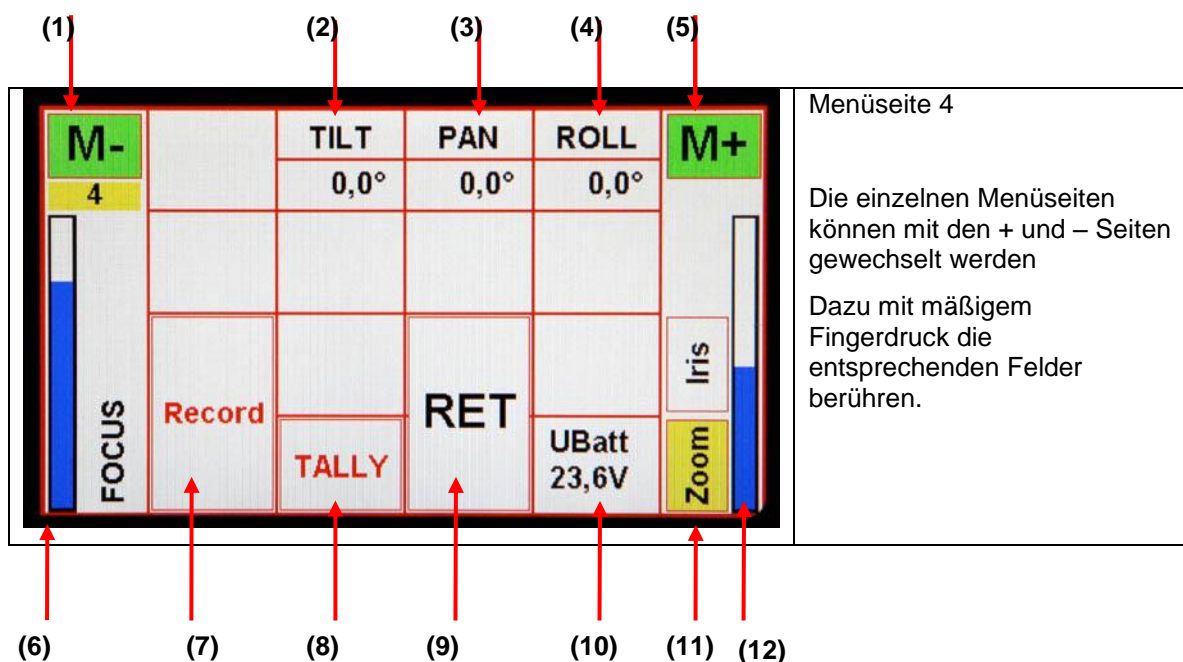 (1) (2) (3) (4) (5)
M- TILT PAN ROLL M+
4 0,0° 0,0° 0,0°
FOCUS
Record
TALLY
RET
UBatt
23,6V
Iris
Zoom
Menüseite 4
Die einzelnen Menüseiten
können mit den + und – Seiten
gewechselt werden
Dazu mit mäßigem
Fingerdruck die
entsprechenden Felder
berühren.
(6) (7) (8) (9) (10) (11) (12)